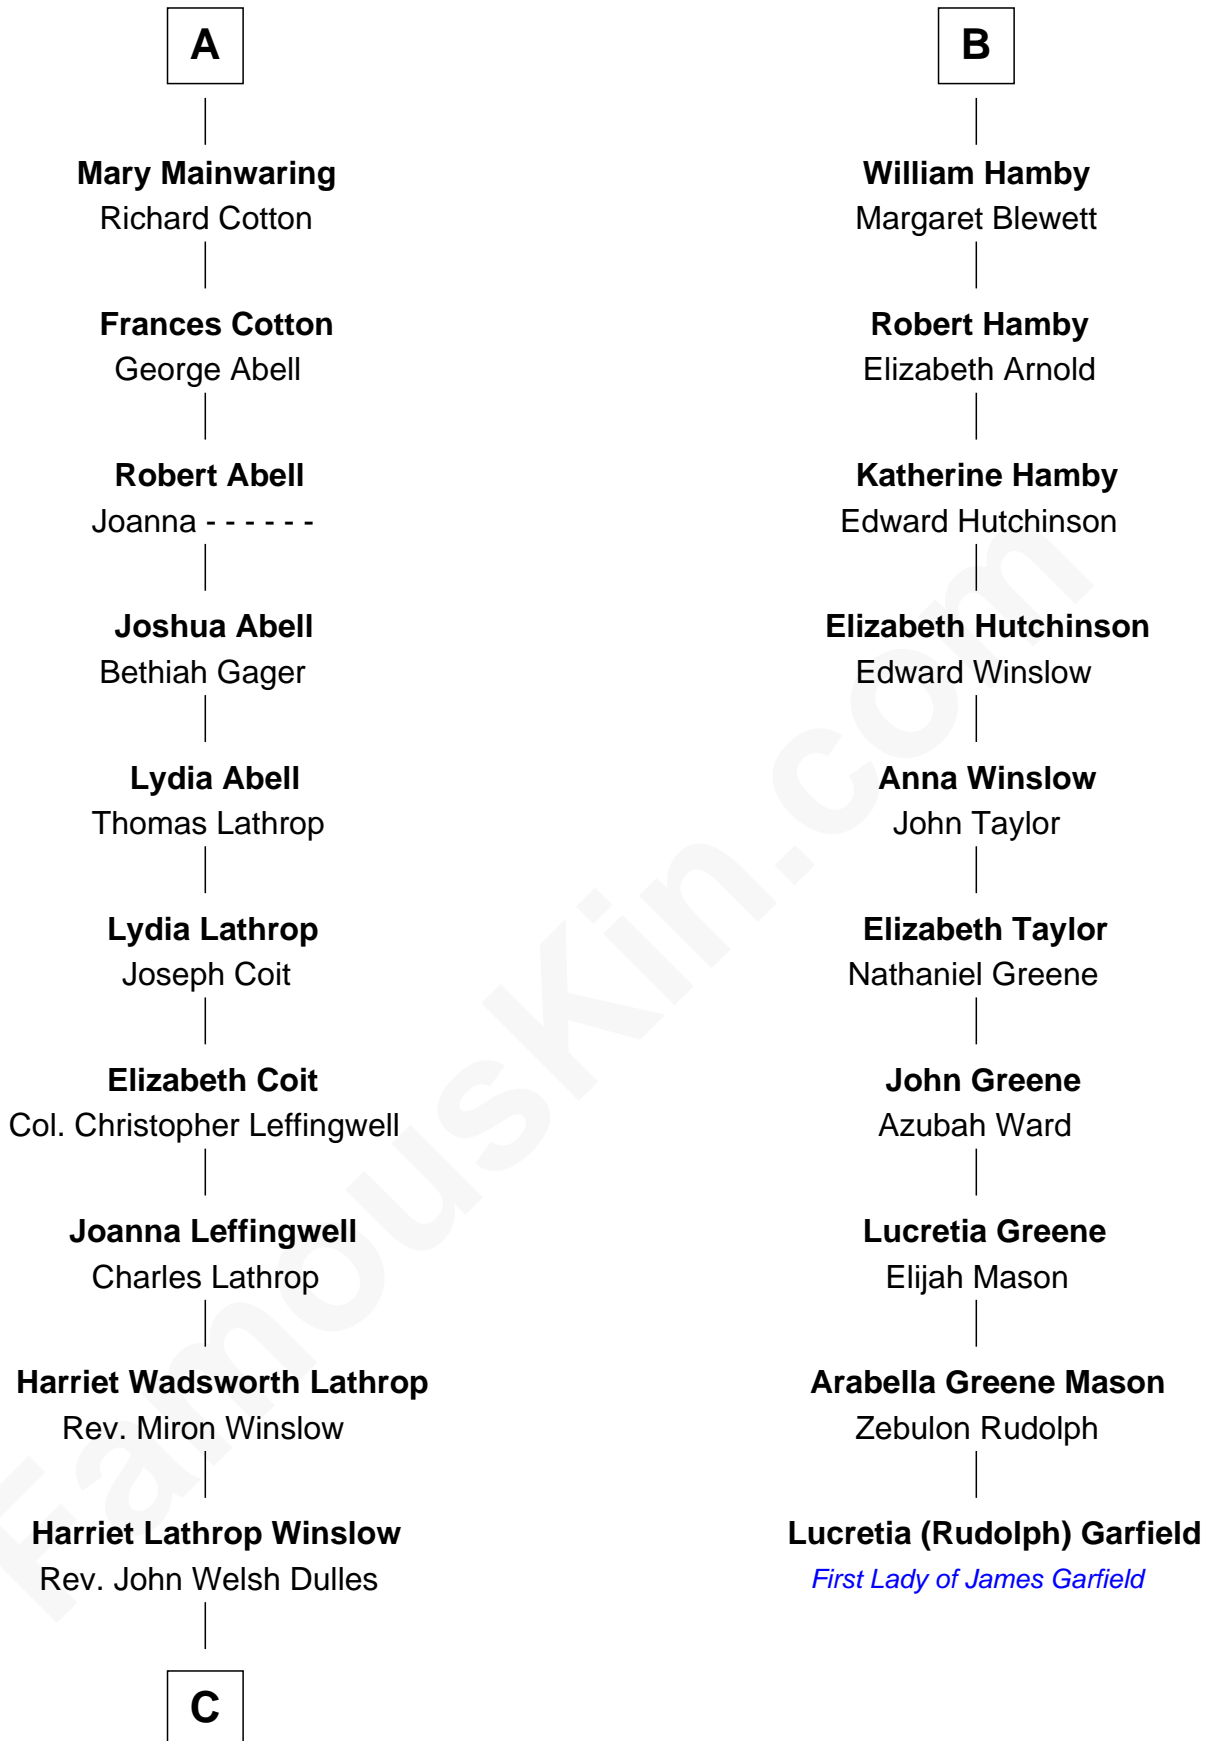 A
Mary Mainwaring
Richard Cotton
Frances Cotton
George Abell
Robert Abell
Joanna - - - - - -
Joshua Abell
Bethiah Gager
Lydia Abell
Thomas Lathrop
Lydia Lathrop
Joseph Coit
Elizabeth Coit
Col. Christopher Leffingwell
Joanna Leffingwell
Charles Lathrop
Harriet Wadsworth Lathrop
Rev. Miron Winslow
Harriet Lathrop Winslow
Rev. John Welsh Dulles
C
B
William Hamby
Margaret Blewett
Robert Hamby
Elizabeth Arnold
Katherine Hamby
Edward Hutchinson
Elizabeth Hutchinson
Edward Winslow
Anna Winslow
John Taylor
Elizabeth Taylor
Nathaniel Greene
John Greene
Azubah Ward
Lucretia Greene
Elijah Mason
Arabella Greene Mason
Zebulon Rudolph
Lucretia (Rudolph) Garfield
First Lady of James Garfield
FamousKin.com